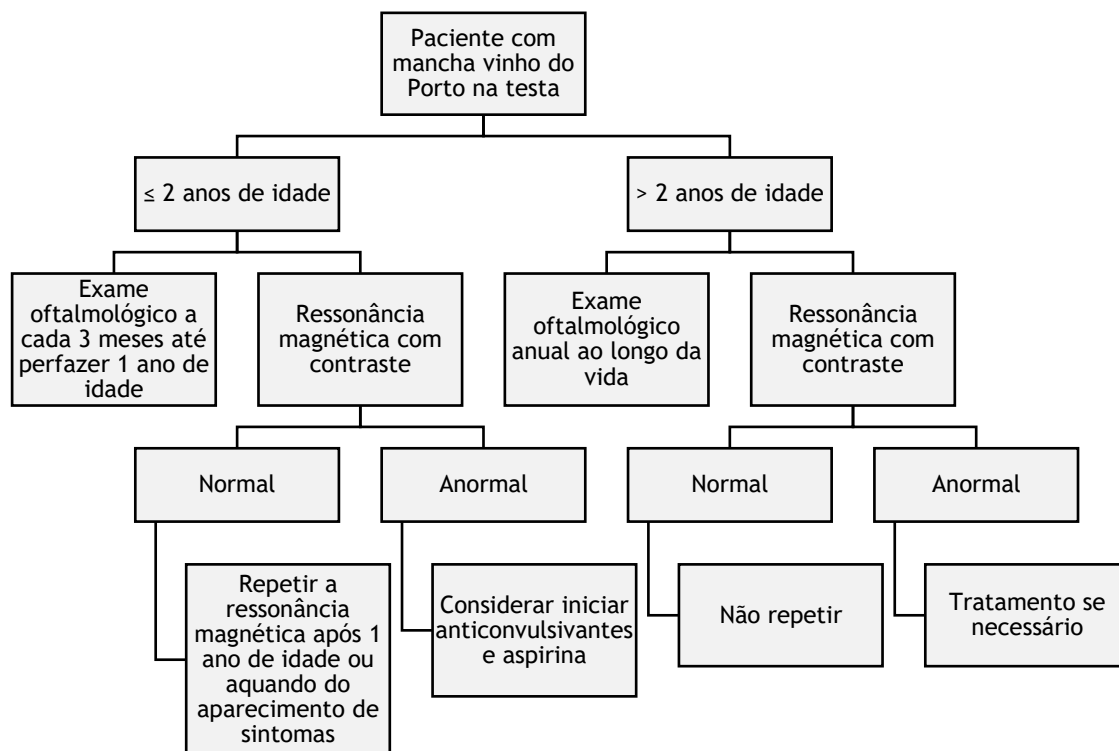 Paciente com
mancha vinho do
Porto na testa
≤ 2 anos de idade
> 2 anos de idade
Exame
oftalmológico a
cada 3 meses até
perfazer 1 ano de
idade
Ressonância
magnética com
contraste
Exame
oftalmológico
anual ao longo da
vida
Ressonância
magnética com
contraste
Normal
Anormal
Normal
Anormal
Repetir a
ressonância
magnética após 1
ano de idade ou
aquando do
aparecimento de
sintomas
Considerar iniciar
anticonvulsivantes
e aspirina
Não repetir
Tratamento se
necessário